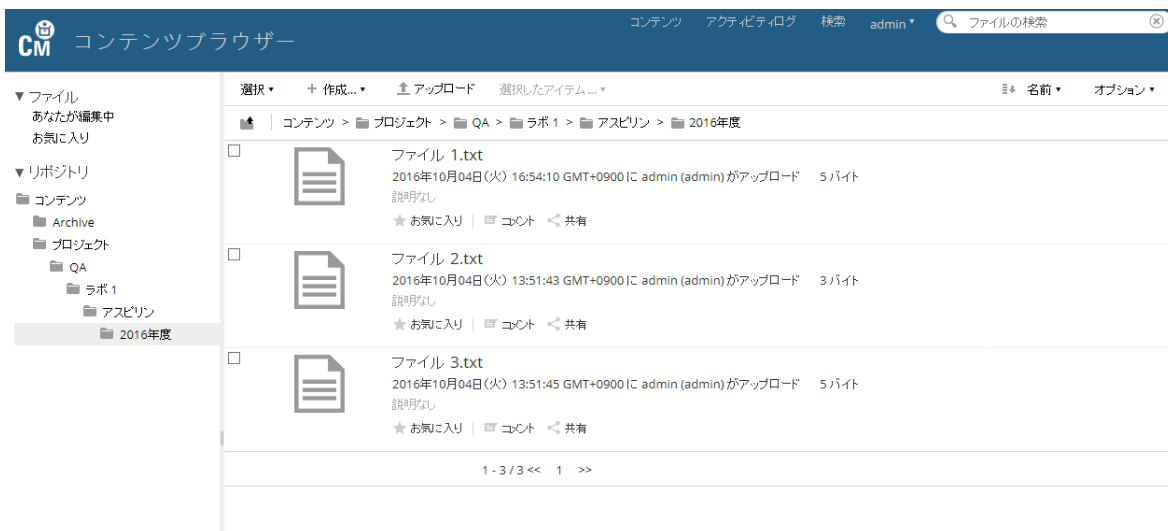 コンテンツ アクティビティログ 検索 admin ファイルの検索
CM コンテンツブラウザー
ファイル
あなたが編集中
お気に入り
リポジトリ
コンテンツ
Archive
プロジェクト
QA
ラボ 1
アスピリン
2016年度
選択 + 作成... アップロード 選択したアイテム... 名前 オプション
コンテンツ > プロジェクト > QA > ラボ 1 > アスピリン > 2016年度
ファイル 1.txt
2016年10月04日(火) 16:54:10 GMT+0900 に admin (admin) がアップロード 5 バイト
説明なし
お気に入り コメント 共有
ファイル 2.txt
2016年10月04日(火) 13:51:43 GMT+0900 に admin (admin) がアップロード 3 バイト
説明なし
お気に入り コメント 共有
ファイル 3.txt
2016年10月04日(火) 13:51:45 GMT+0900 に admin (admin) がアップロード 5 バイト
説明なし
お気に入り コメント 共有
1 - 3 / 3 << 1 >>